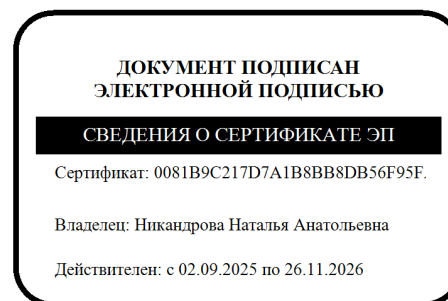 ДОКУМЕНТ ПОДПИСАН
ЭЛЕКТРОННОЙ ПОДПИСЬЮ
СВЕДЕНИЯ О СЕРТИФИКАТЕ ЭП
Сертификат: 0081B9C217D7A1B8BB8DB56F95F.
Владелец: Никандрова Наталья Анатольевна
Действителен: с 02.09.2025 по 26.11.2026